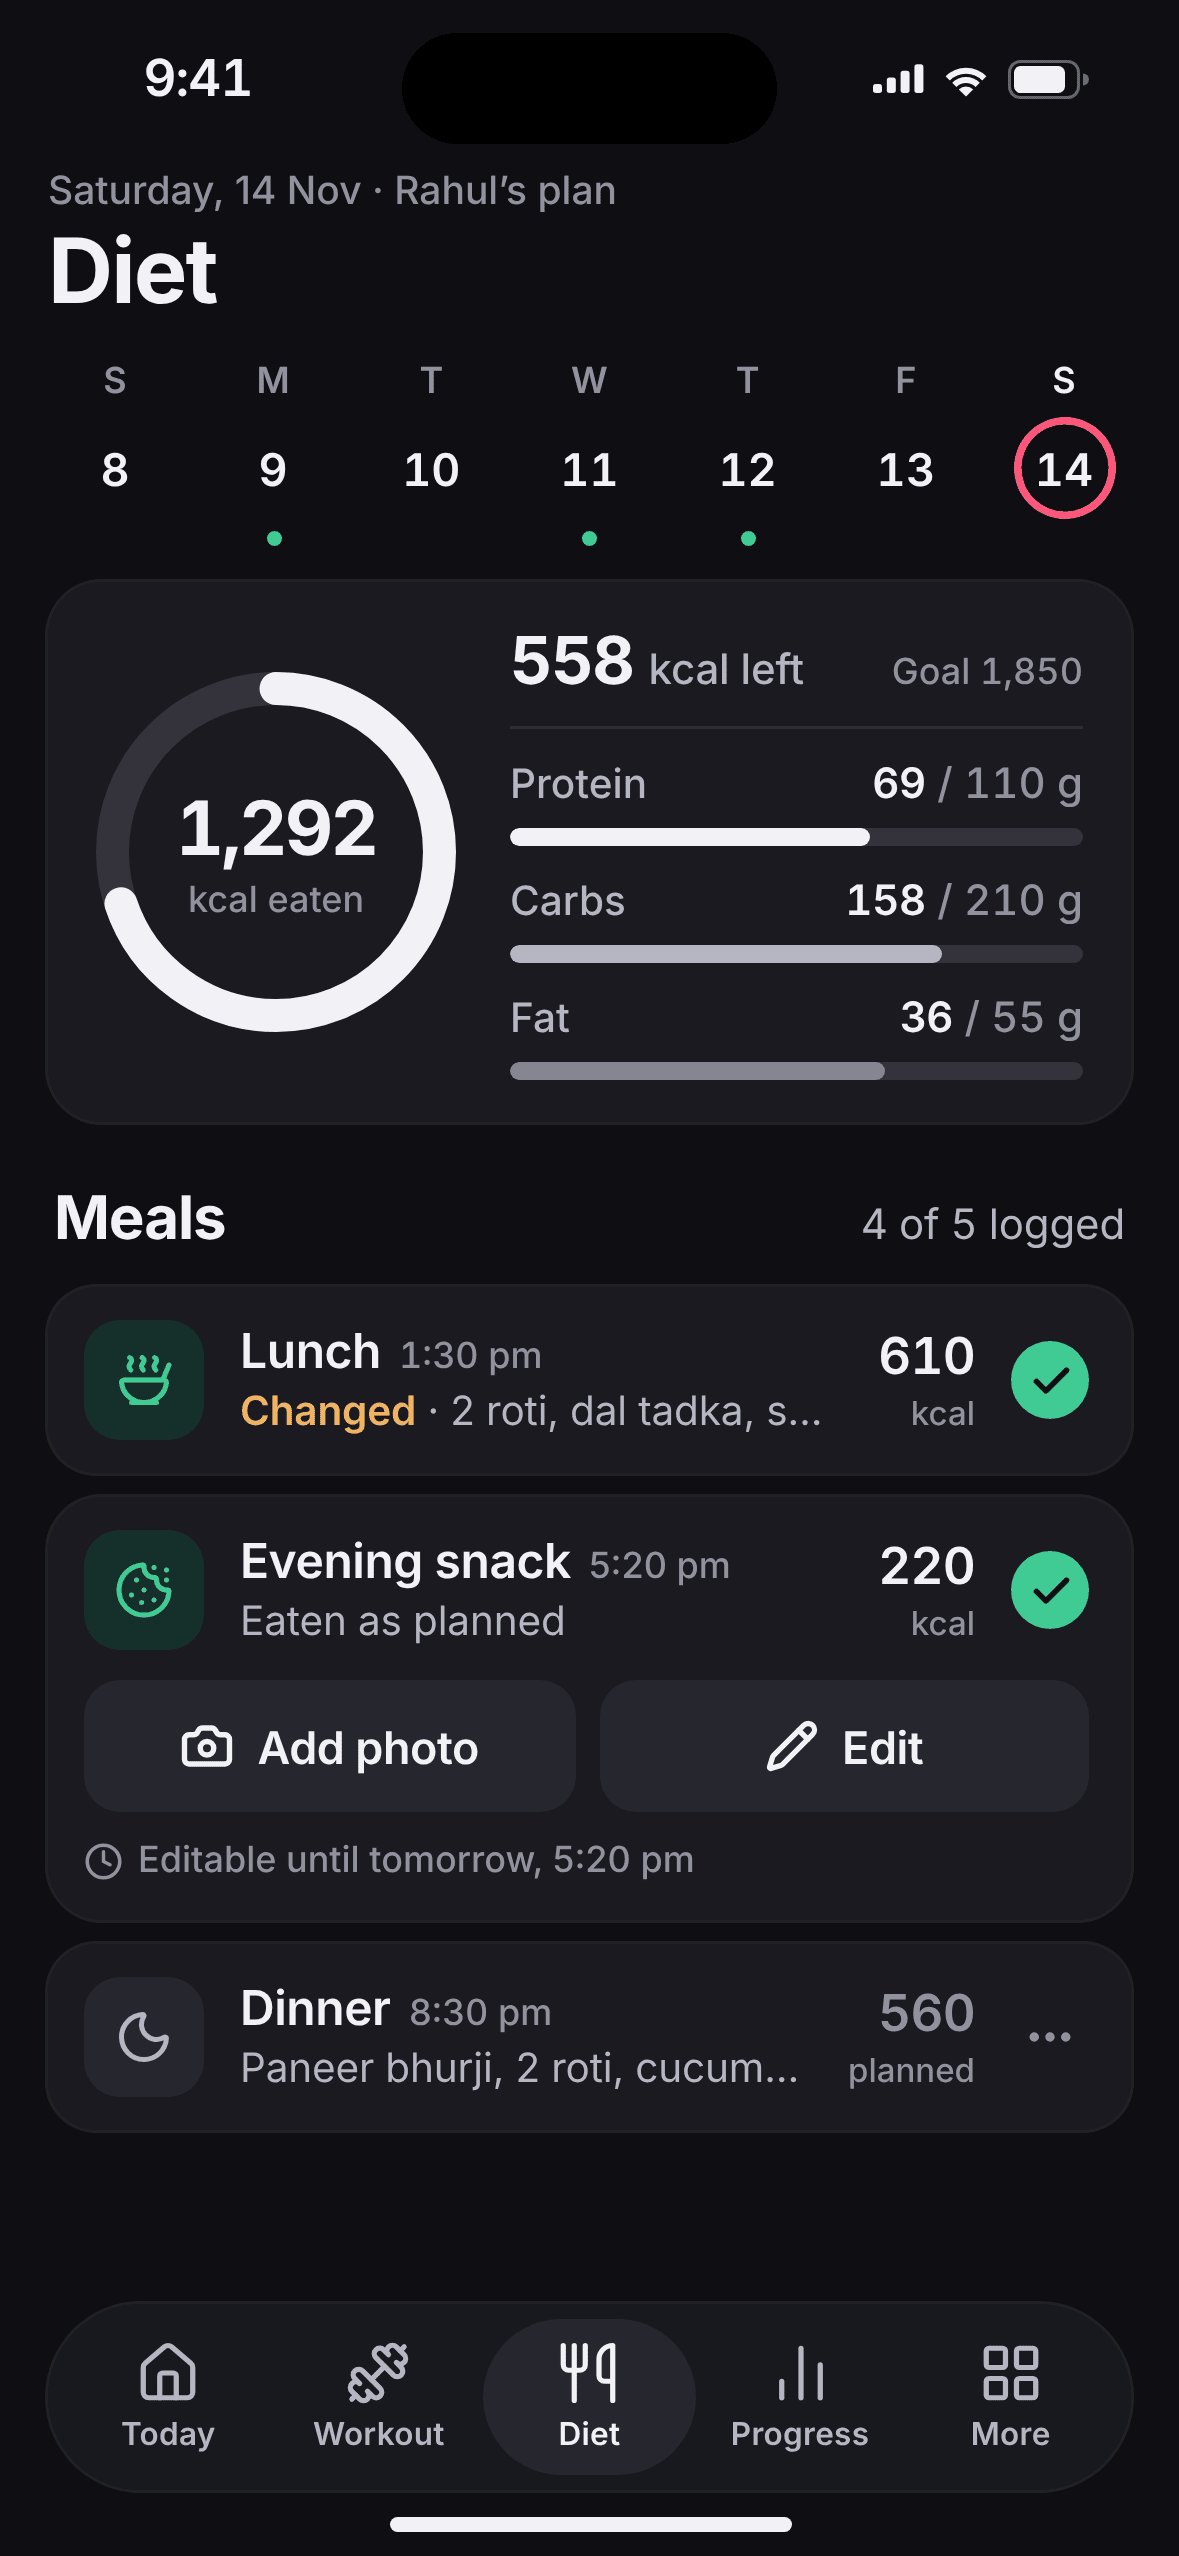 9:41
Saturday, 14 Nov · Rahul’s plan
Diet
S M T W T F S
8 9 10 11 12 13 14
558 kcal left Goal 1,850
1,292
kcal eaten
Protein 69 / 110 g
Carbs 158 / 210 g
Fat 36 / 55 g
Meals 4 of 5 logged
Lunch 1:30 pm 610
Changed · 2 roti, dal tadka, s... kcal
Evening snack 5:20 pm 220
Eaten as planned kcal
Add photo Edit
Editable until tomorrow, 5:20 pm
Dinner 8:30 pm 560
Paneer bhurji, 2 roti, cucum... planned
Today Workout Diet Progress More